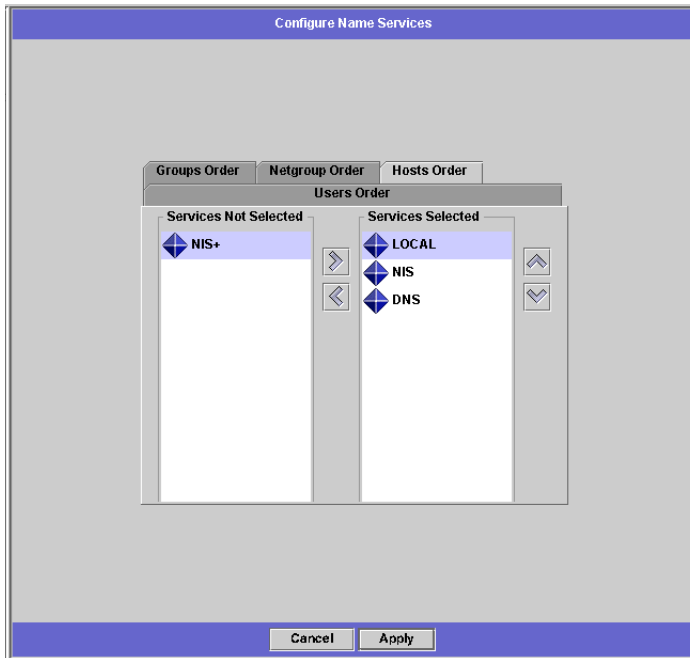 Configure Name Services
Groups Order Netgroup Order Hosts Order
Users Order
Services Not Selected Services Selected
NIS+ LOCAL
NIS
DNS
Cancel Apply